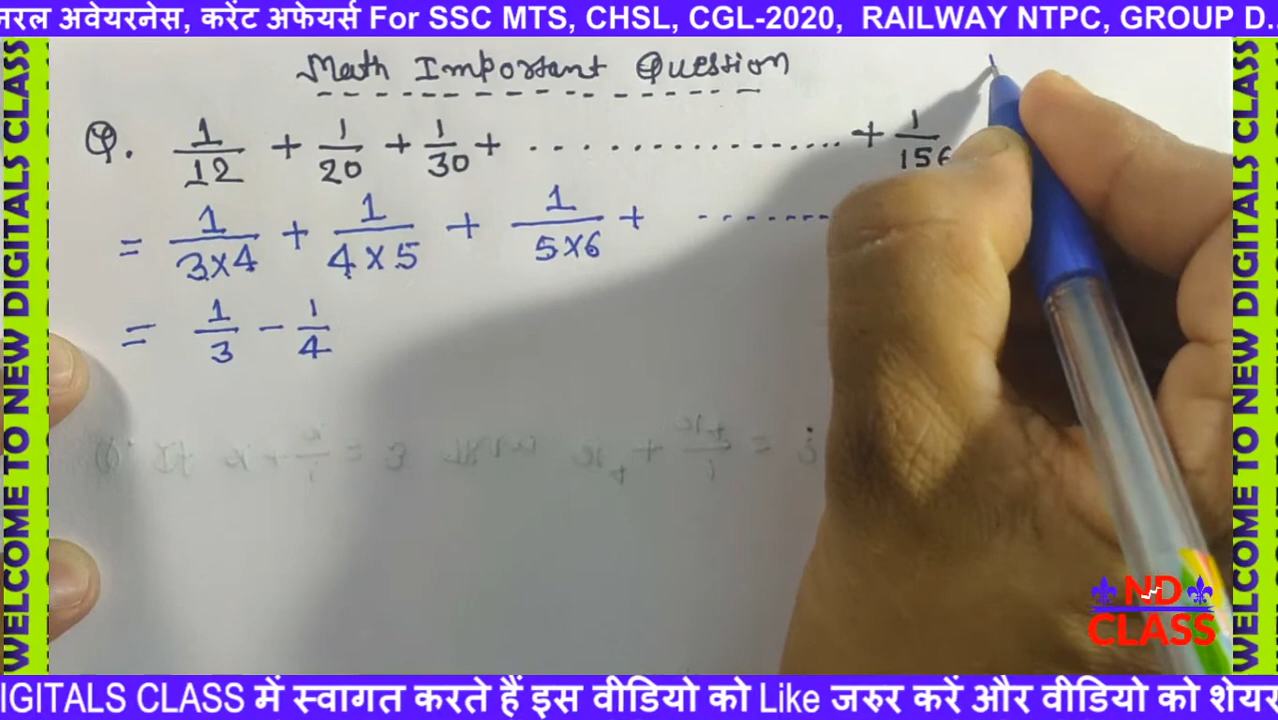 नरल अवेयरनेस, करेंट अफेयर्स For SSC MTS, CHSL, CGL-2020, RAILWAY NTPC, GROUP D..
Math Important Question
Q. 1/12 + 1/20 + 1/30 + ................ + 1/156
= 1/3×4 + 1/4×5 + 1/5×6 + --------
= 1/3 - 1/4
WELCOME TO NEW DIGITALS CLASS
WELCOME TO NEW DIGITALS CLASS
ND
CLASS
IGITALS CLASS में स्वागत करते हैं इस वीडियो को Like जरुर करें और वीडियो को शेयर